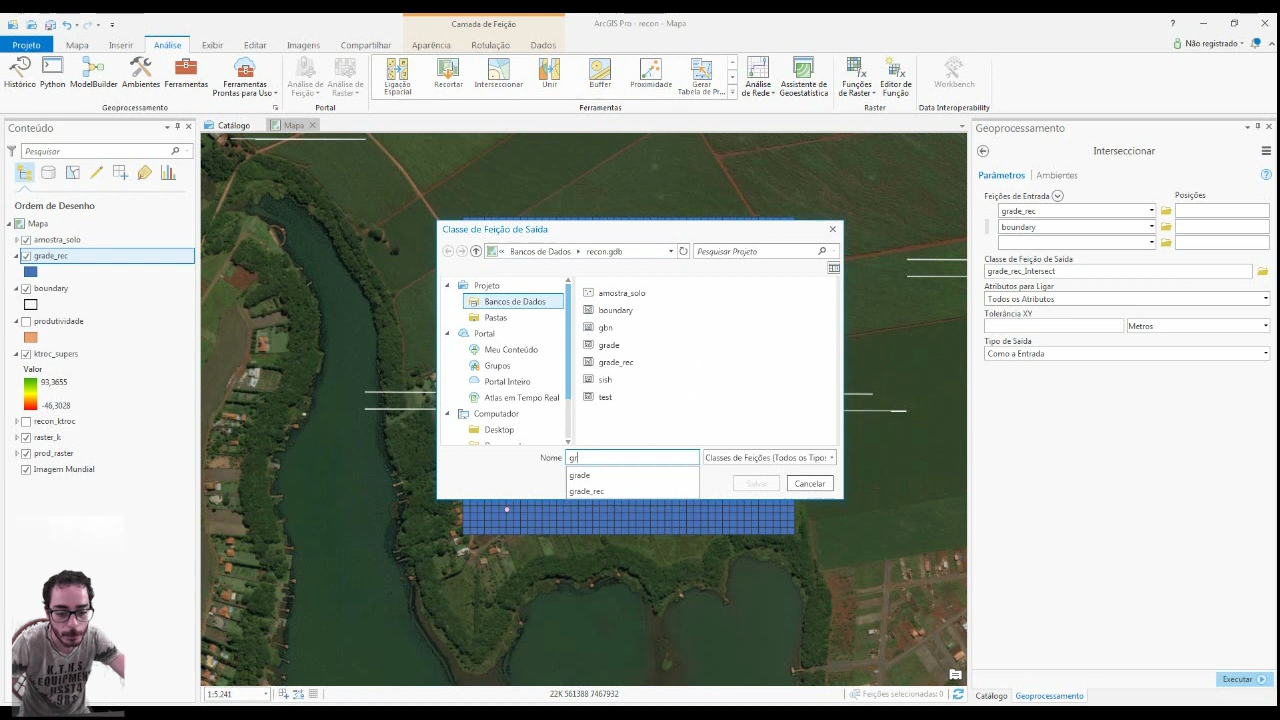 Camada de Feição
ArcGIS Pro - recon - Mapa
Projeto Mapa Inserir Análise Exibir Editar Imagens Compartilhar Aparência Rotulação Dados
Não registrado
Histórico Python ModelBuilder Ambientes Ferramentas Ferramentas Prontas para Uso
Análise de Feição Análise de Raster
Ligação Espacial Recortar Interseccionar Unir Buffer Proximidade Gerar Tabela de Pr...
Análise de Rede Assistente de Geoestatística Funções de Raster Editor de Função Workbench
Geoprocessamento Portal Ferramentas Raster Data Interoperability
Conteúdo
Pesquisar
Ordem de Desenho
Mapa
amostra_solo
grade_rec
boundary
produtividade
ktroc_supers
Valor
93,3655
-46,3028
recon_ktroc
raster_k
prod_raster
Imagem Mundial
K.T.H.S
EQUIPME
Catálogo Mapa
Classe de Feição de Saída
Bancos de Dados recon.gdb
Pesquisar Projeto
Projeto
Bancos de Dados
Pastas
Portal
Meu Conteúdo
Grupos
Portal Inteiro
Atlas em Tempo Real
Computador
Desktop
amostra_solo
boundary
gbn
grade
grade_rec
sish
test
Nome gr
Classes de Feições (Todos os Tipo:
grade
grade_rec
Salvar Cancelar
1:5.241
22K 561388 7467932
Feições selecionadas: 0
Geoprocessamento
Interseccionar
Parâmetros Ambientes
Feições de Entrada Posições
grade_rec
boundary
Classe de Feição de Saída
grade_rec_Intersect
Atributos para Ligar
Todos os Atributos
Tolerância XY
Metros
Tipo de Saída
Como a Entrada
Executar
Catálogo Geoprocessamento